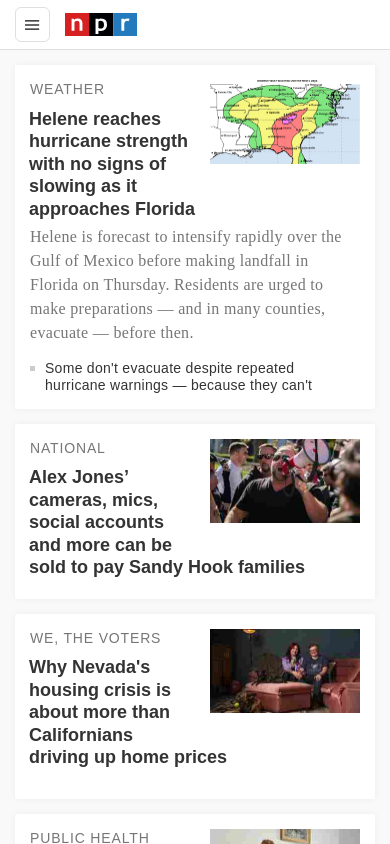 npr
WEATHER
Helene reaches
hurricane strength
with no signs of
slowing as it
approaches Florida
Helene is forecast to intensify rapidly over the
Gulf of Mexico before making landfall in
Florida on Thursday. Residents are urged to
make preparations — and in many counties,
evacuate — before then.
Some don't evacuate despite repeated
hurricane warnings — because they can't
NATIONAL
Alex Jones’
cameras, mics,
social accounts
and more can be
sold to pay Sandy Hook families
WE, THE VOTERS
Why Nevada's
housing crisis is
about more than
Californians
driving up home prices
PUBLIC HEALTH